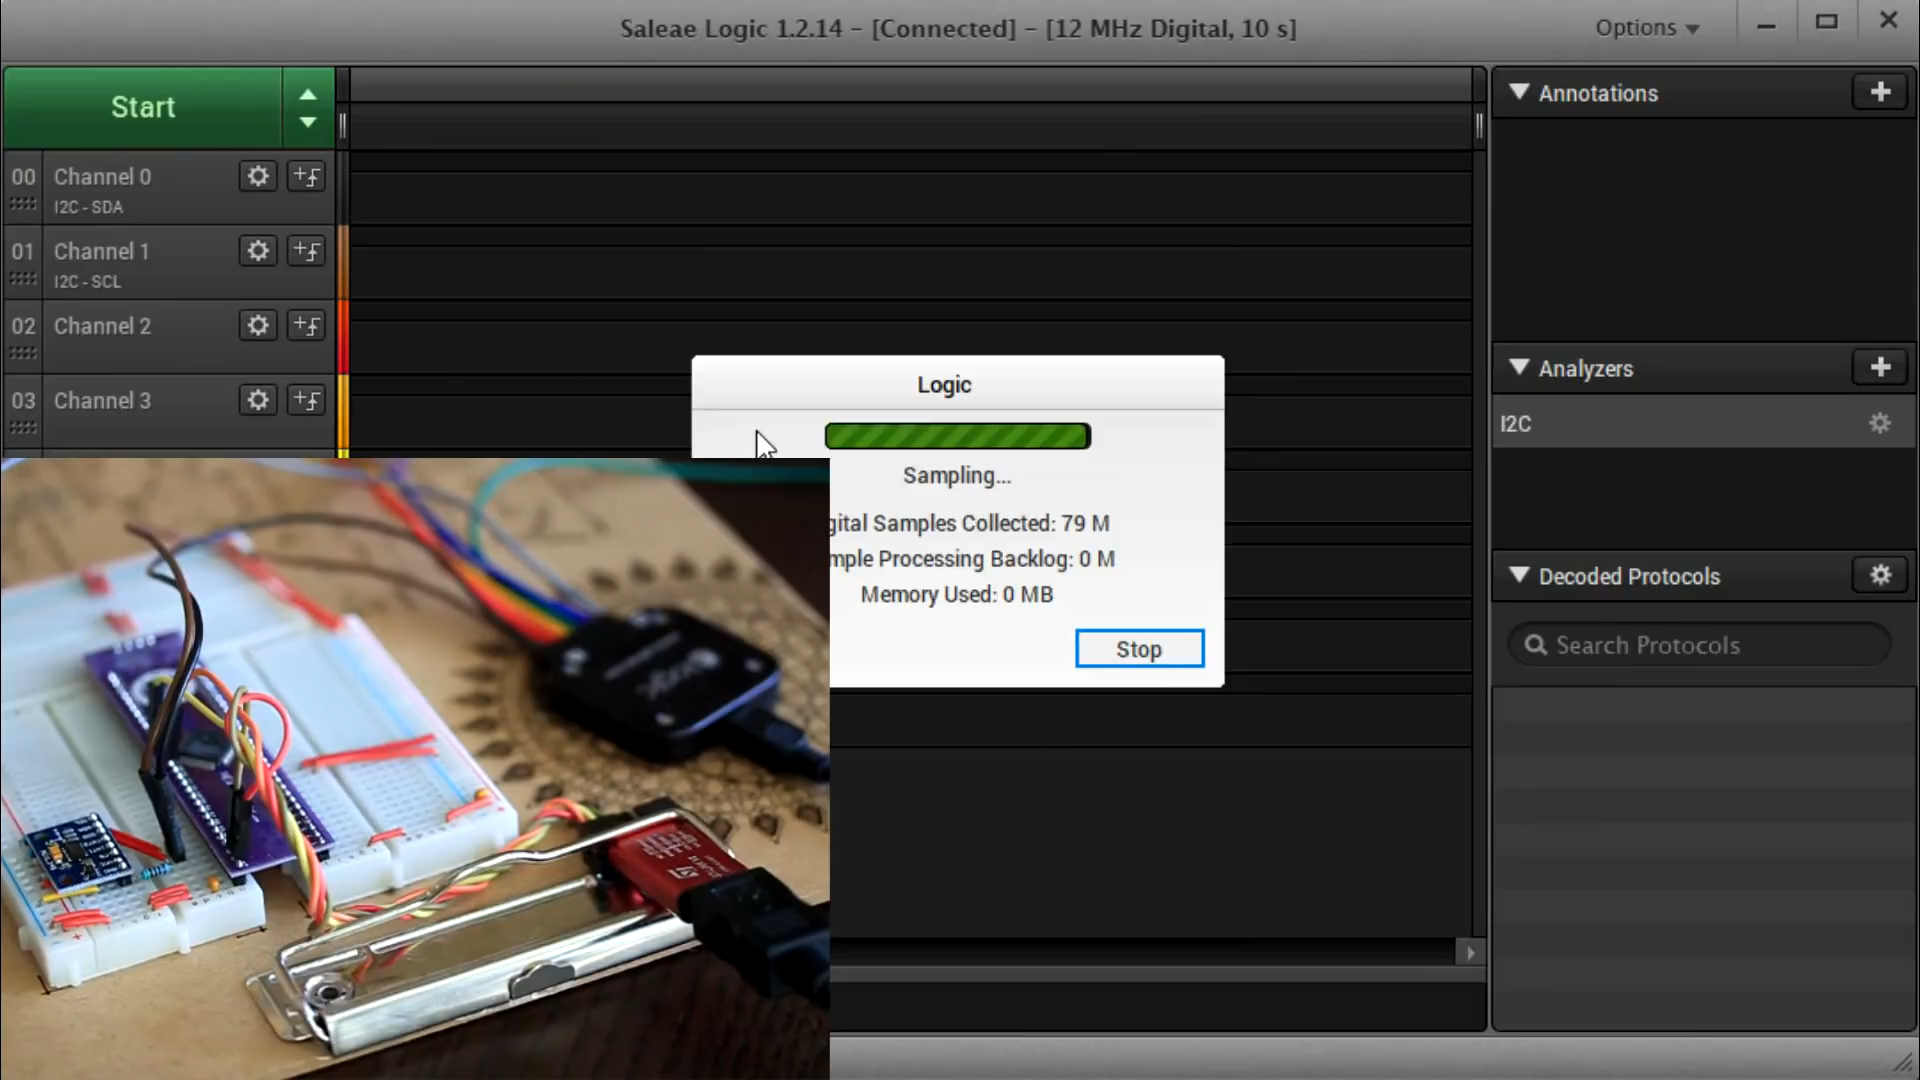 Saleae Logic 1.2.14 – [Connected] – [12 MHz Digital, 10 s]
Options
Start
00 Channel 0
I2C - SDA
01 Channel 1
I2C - SCL
02 Channel 2
03 Channel 3
Logic
Sampling...
gital Samples Collected: 79 M
mple Processing Backlog: 0 M
Memory Used: 0 MB
Stop
Annotations
Analyzers
I2C
Decoded Protocols
Search Protocols